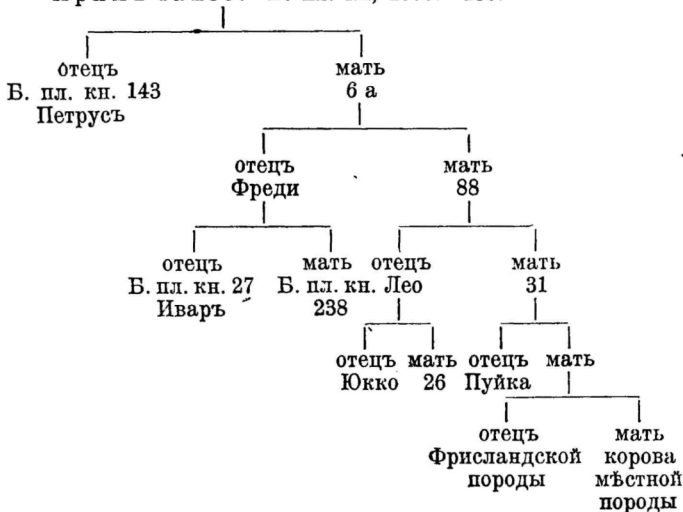 отецъ мать
Б. пл. кн. 143 6 а
Петрусъ
отецъ мать
Фреди 88
отецъ мать отецъ мать
Б. пл. кн. 27 Б. пл. кн. Лео 31
Иваръ 238
отецъ мать отецъ мать
Юкко 26 Пуйка
отецъ мать
Фрисландской корова
породы мѣстной
породы